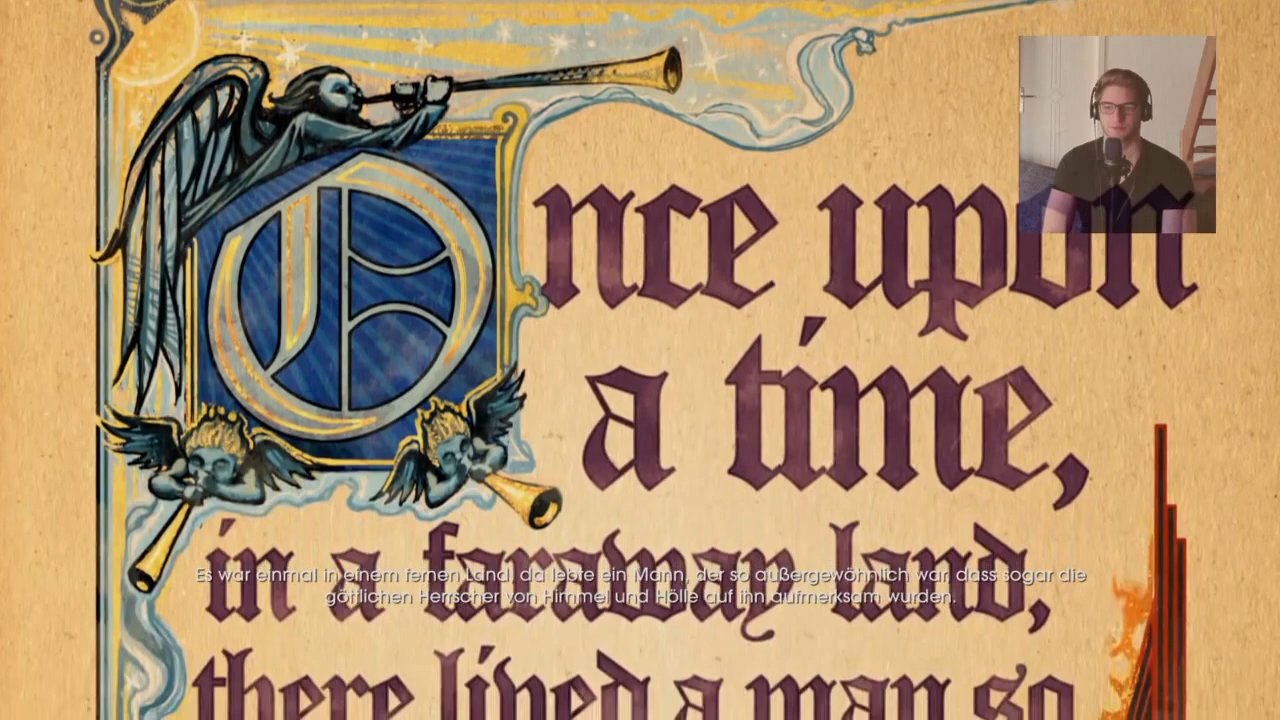 Once upon
a time,
in a faraway land,
Es war einmal in einem fernen Land, da lebte ein Mann, der so außergewöhnlich war, dass sogar die
göttlichen Herrscher von Himmel und Hölle auf ihn aufmerksam wurden.
there lived a man so